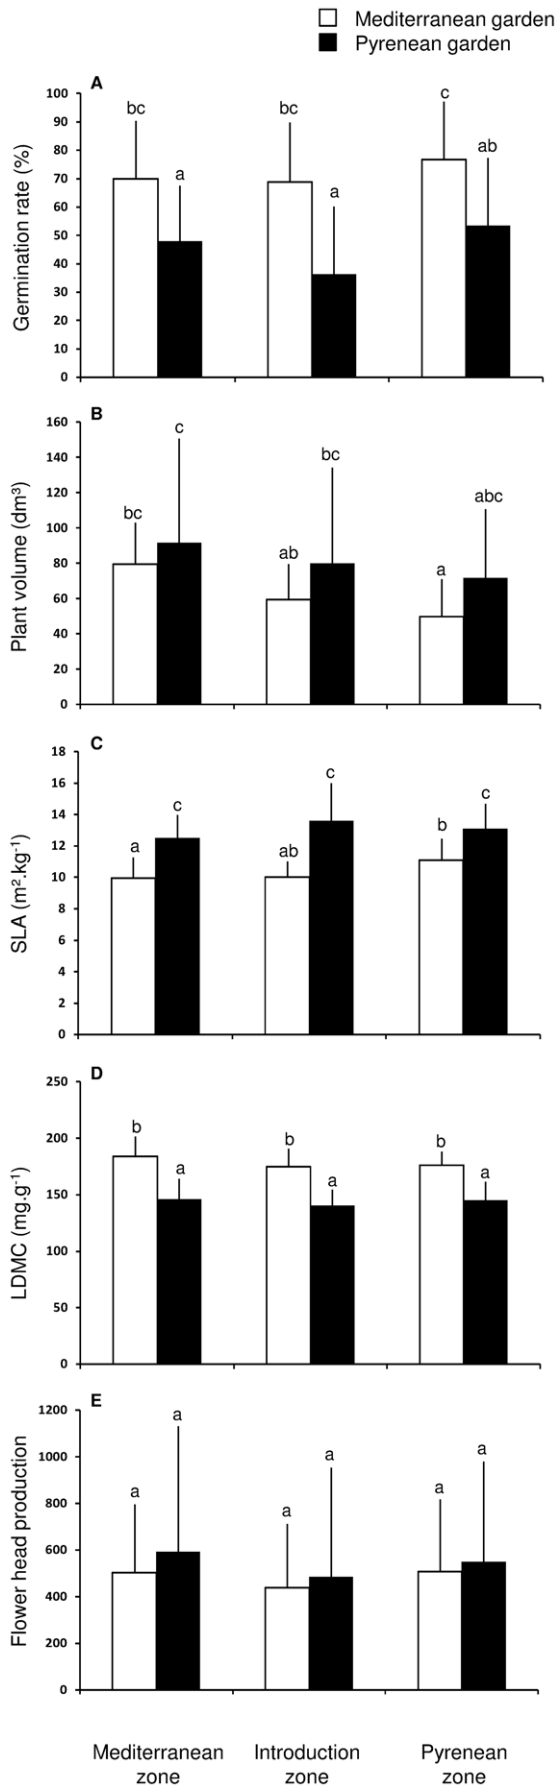 Mediterranean garden
Pyrenean garden
A
Germination rate (%)
100
90
80
70
60
50
40
30
20
10
0
bc
a
bc
a
c
ab
B
Plant volume (dm³)
160
140
120
100
80
60
40
20
0
bc
c
ab
bc
a
abc
C
SLA (m².kg⁻¹)
18
16
14
12
10
8
6
4
2
0
a
c
ab
c
b
c
D
LDMC (mg.g⁻¹)
250
200
150
100
50
0
b
a
b
a
b
a
E
Flower head production
1200
1000
800
600
400
200
0
a
a
a
a
a
a
Mediterranean zone
Introduction zone
Pyrenean zone